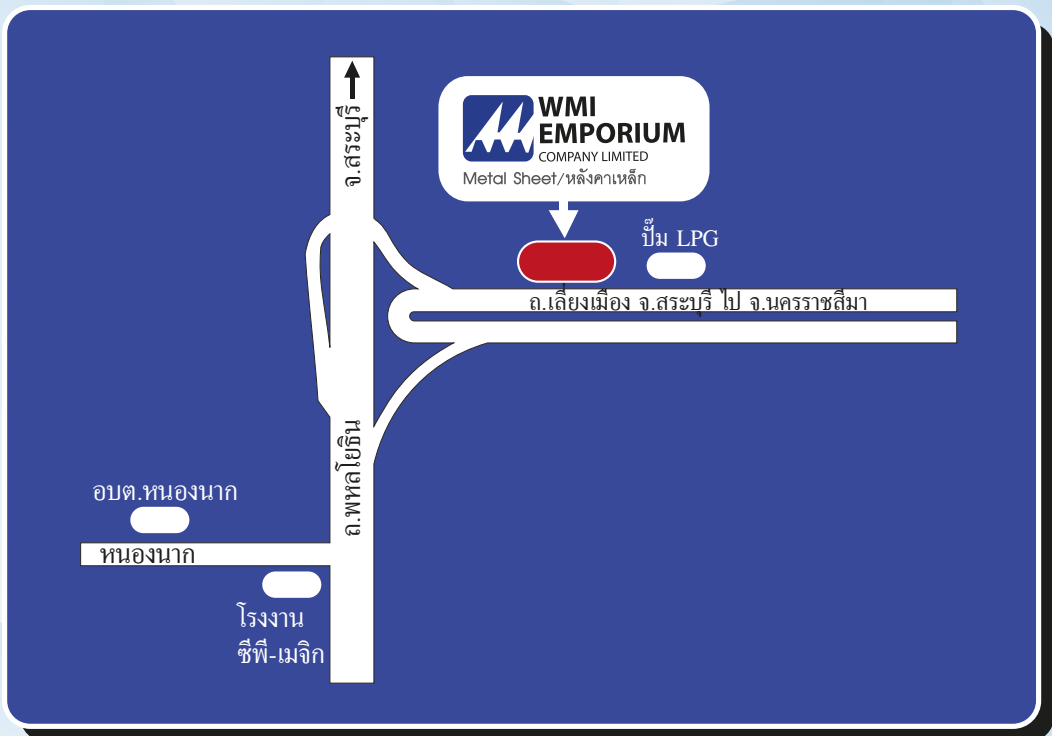 จ.สระบุรี
WMI
EMPORIUM
COMPANY LIMITED
Metal Sheet/หลังคาเหล็ก
ปั๊ม LPG
ถ.เลี่ยงเมือง จ.สระบุรี ไป จ.นครราชสีมา
ถ.พหลโยธิน
อบต.หนองนาก
หนองนาก
โรงงาน
ซีพี-เมจิก